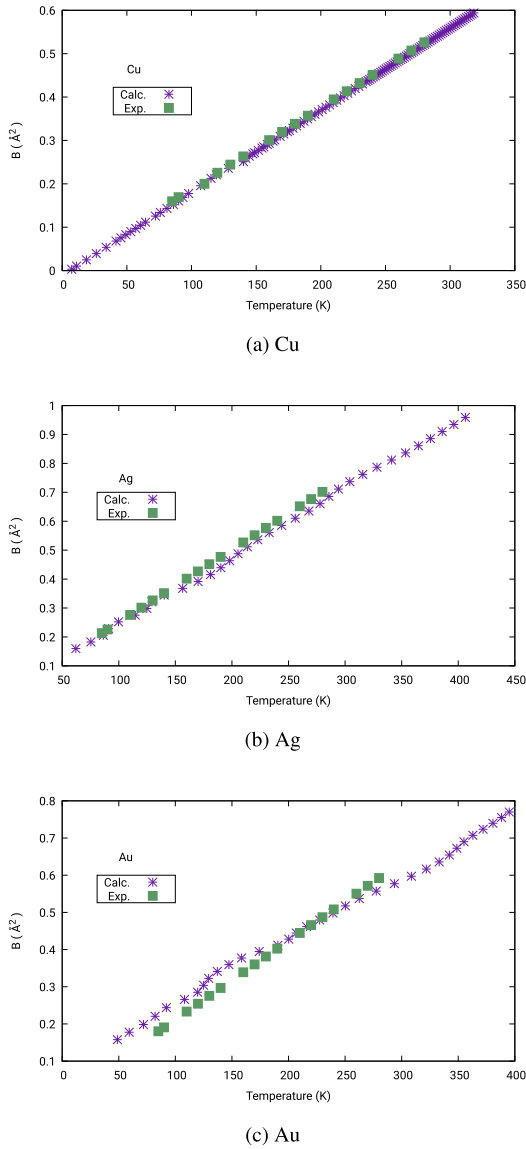 0.6
0.5
0.4
0.3
0.2
0.1
0
B ( Å² )
Cu
Calc.
Exp.
0 50 100 150 200 250 300 350
Temperature (K)
(a) Cu
1
0.9
0.8
0.7
0.6
0.5
0.4
0.3
0.2
0.1
B ( Å² )
Ag
Calc.
Exp.
50 100 150 200 250 300 350 400 450
Temperature (K)
(b) Ag
0.8
0.7
0.6
0.5
0.4
0.3
0.2
0.1
B ( Å² )
Au
Calc.
Exp.
0 50 100 150 200 250 300 350 400
Temperature (K)
(c) Au